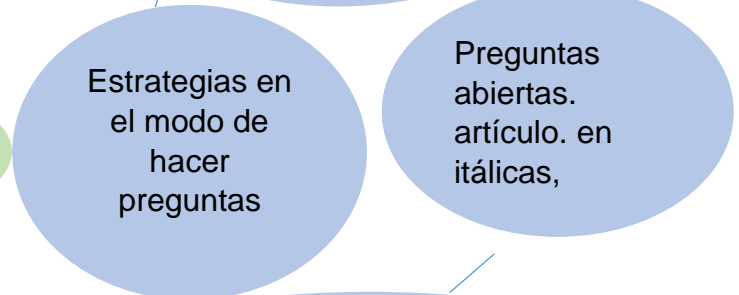 Estrategias en
el modo de
hacer
preguntas
Preguntas
abiertas.
artículo. en
itálicas,